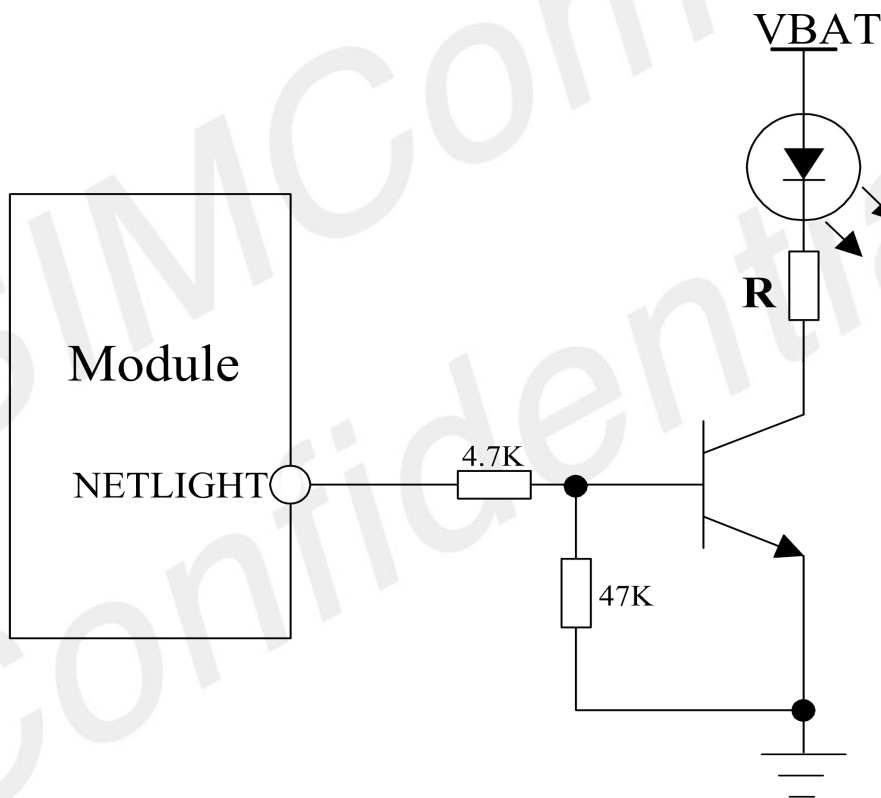 VBAT
R
Module
NETLIGHT
4.7K
47K
SIMCom
Confidential